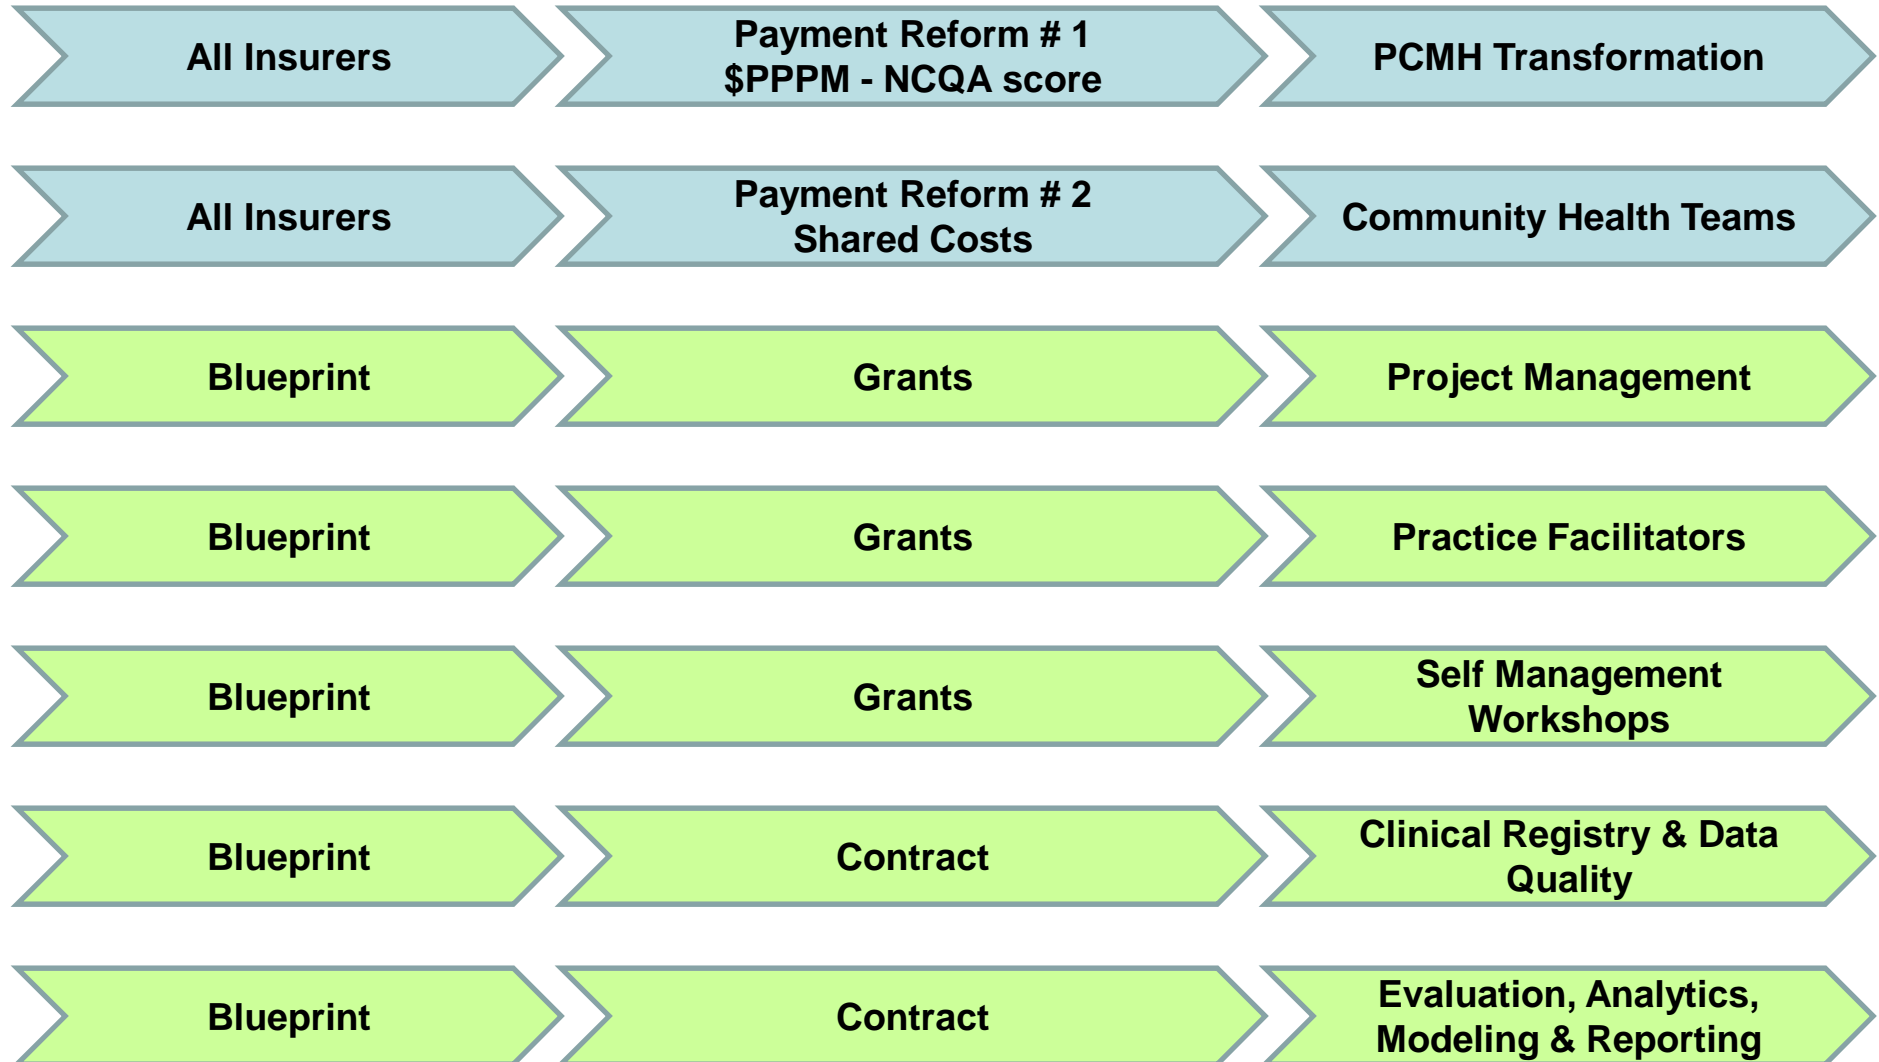 All Insurers
Payment Reform # 1
$PPPM - NCQA score
PCMH Transformation
All Insurers
Payment Reform # 2
Shared Costs
Community Health Teams
Blueprint
Grants
Project Management
Blueprint
Grants
Practice Facilitators
Blueprint
Grants
Self Management
Workshops
Blueprint
Contract
Clinical Registry & Data
Quality
Blueprint
Contract
Evaluation, Analytics,
Modeling & Reporting